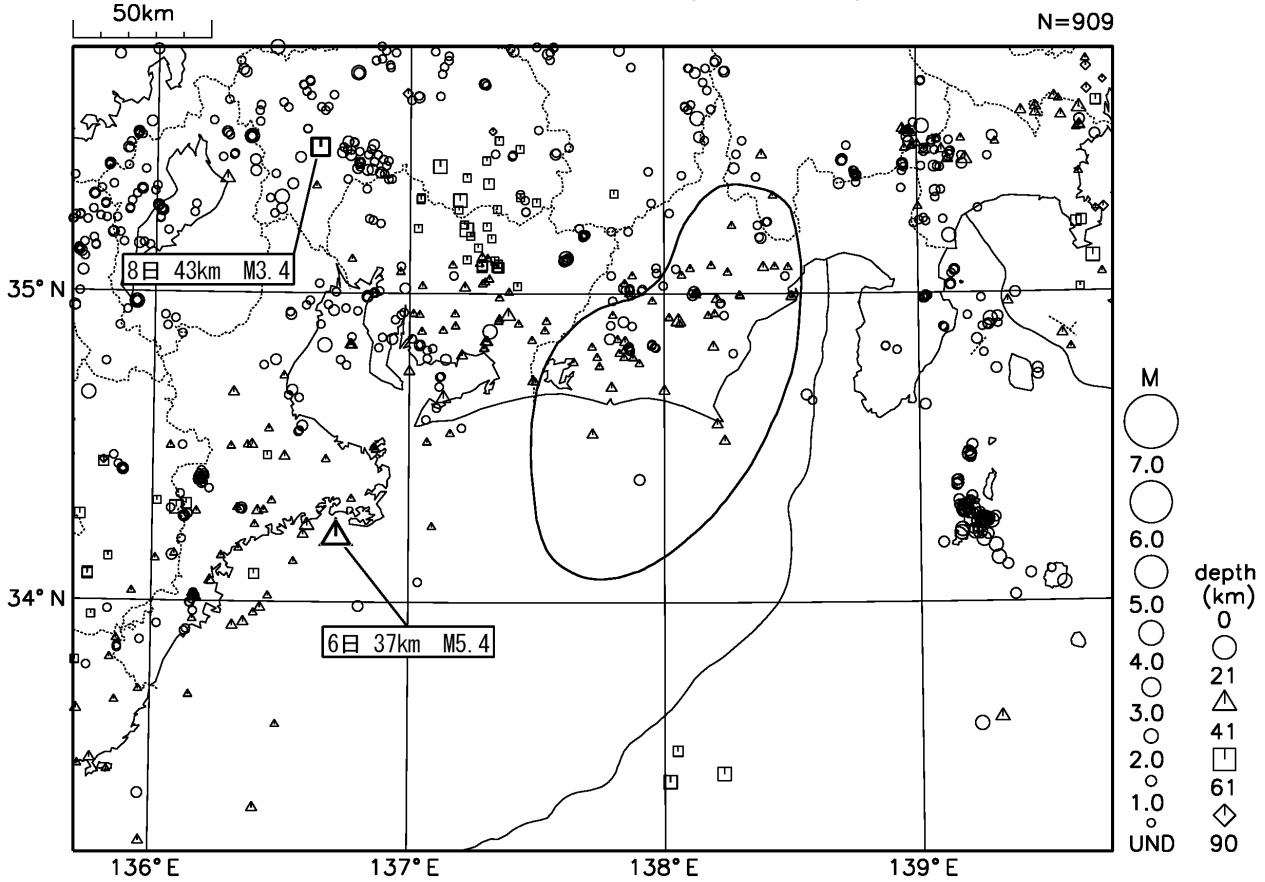 50km
N=909
8日 43km M3.4
35°N
34°N
6日 37km M5.4
M
7.0
6.0
5.0
4.0
3.0
2.0
1.0
UND
depth
(km)
0
21
41
61
90
136°E
137°E
138°E
139°E